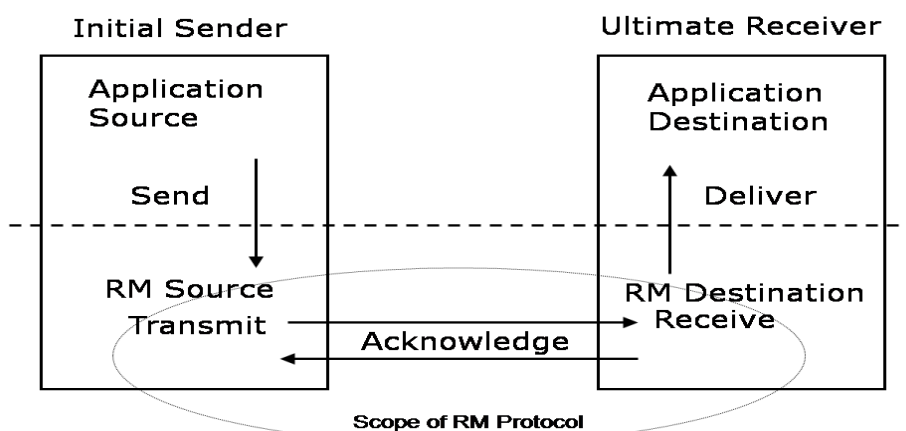 Initial Sender
Ultimate Receiver
Application
Source
Application
Destination
Send
Deliver
RM Source
Transmit
RM Destination
Receive
Acknowledge
Scope of RM Protocol